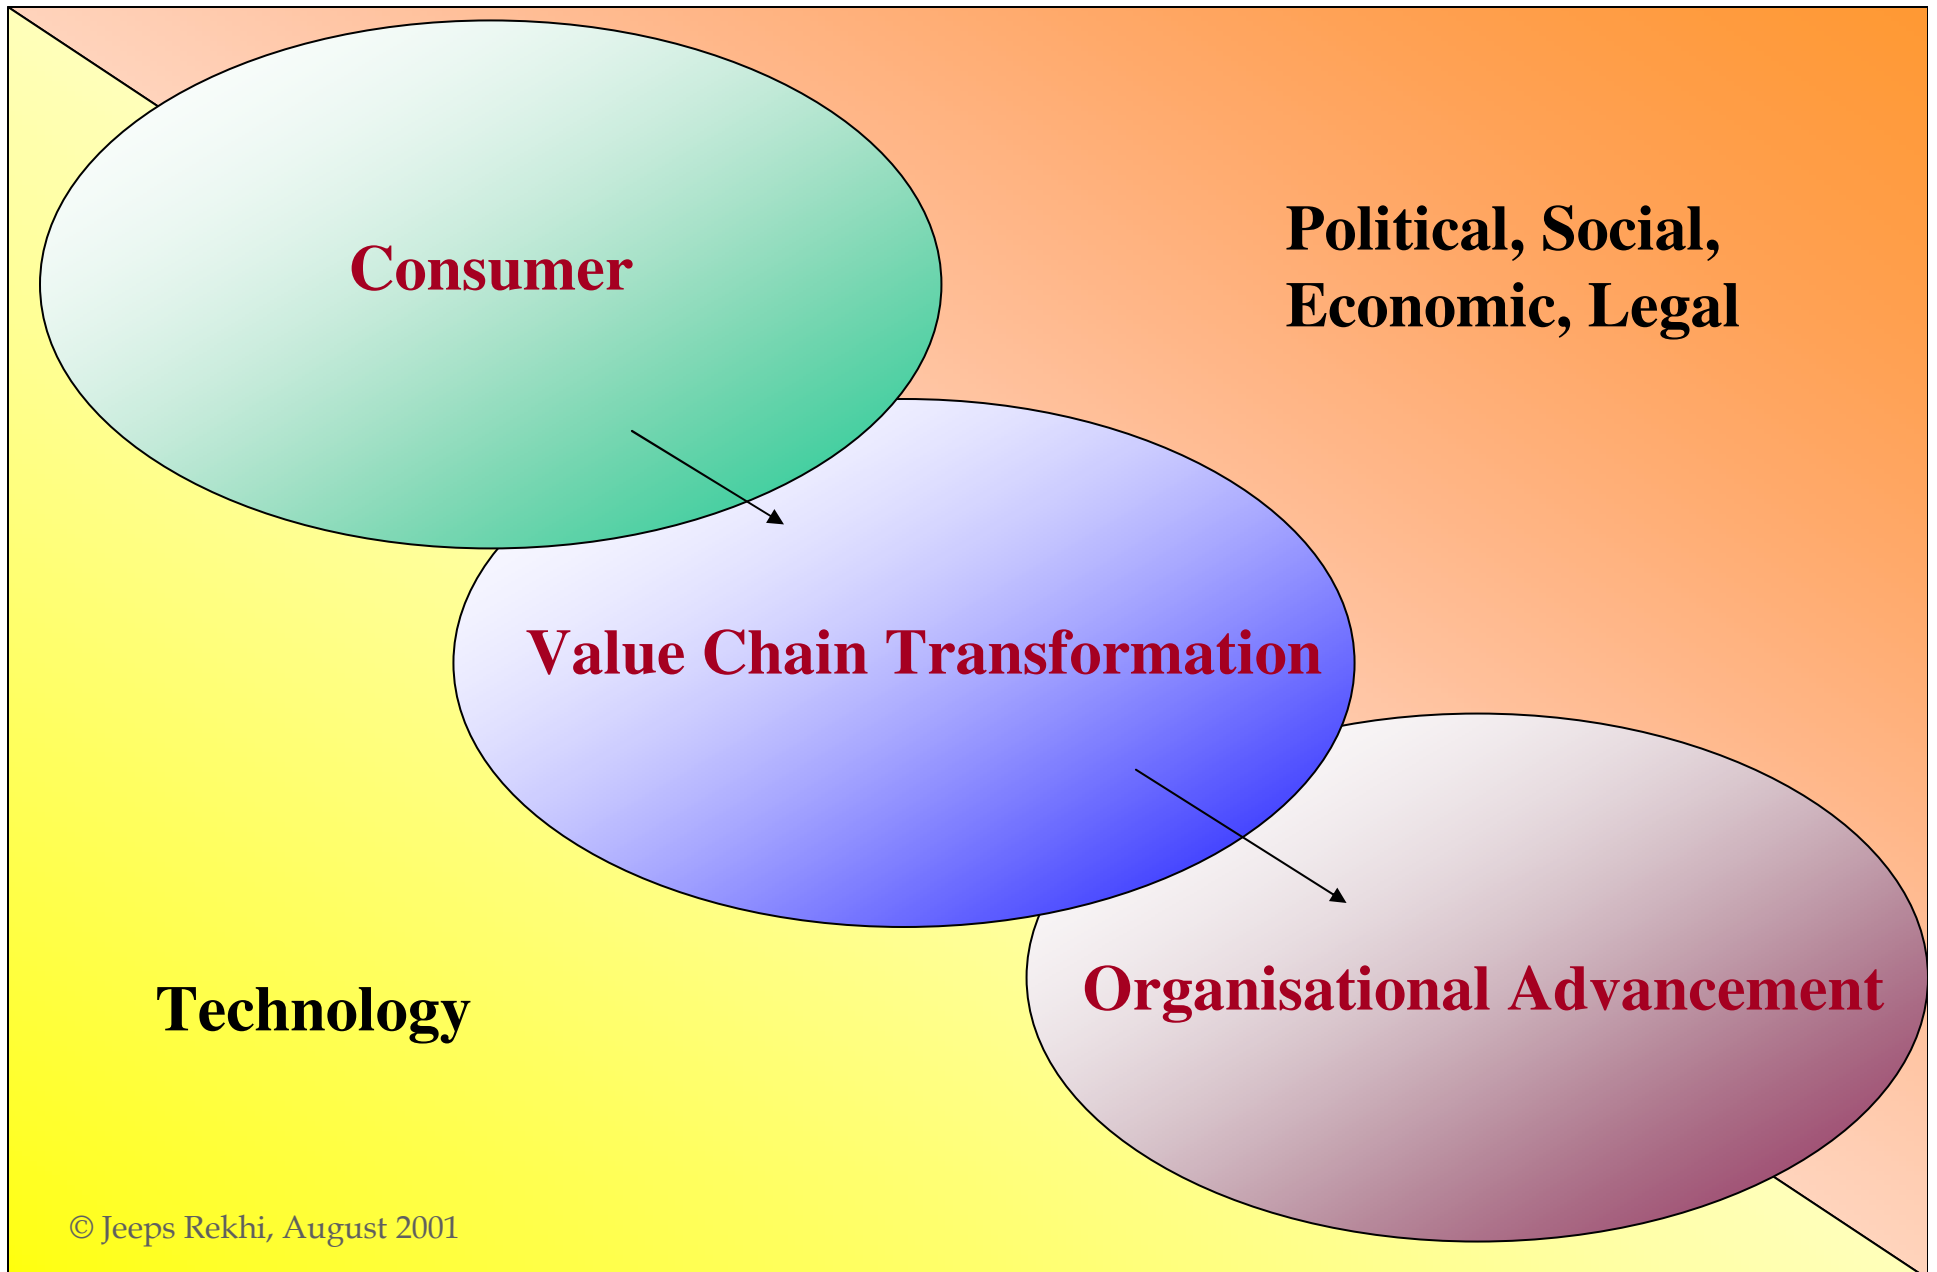 Consumer
Political, Social,
Economic, Legal
Value Chain Transformation
Organisational Advancement
Technology
© Jeeps Rekhi, August 2001